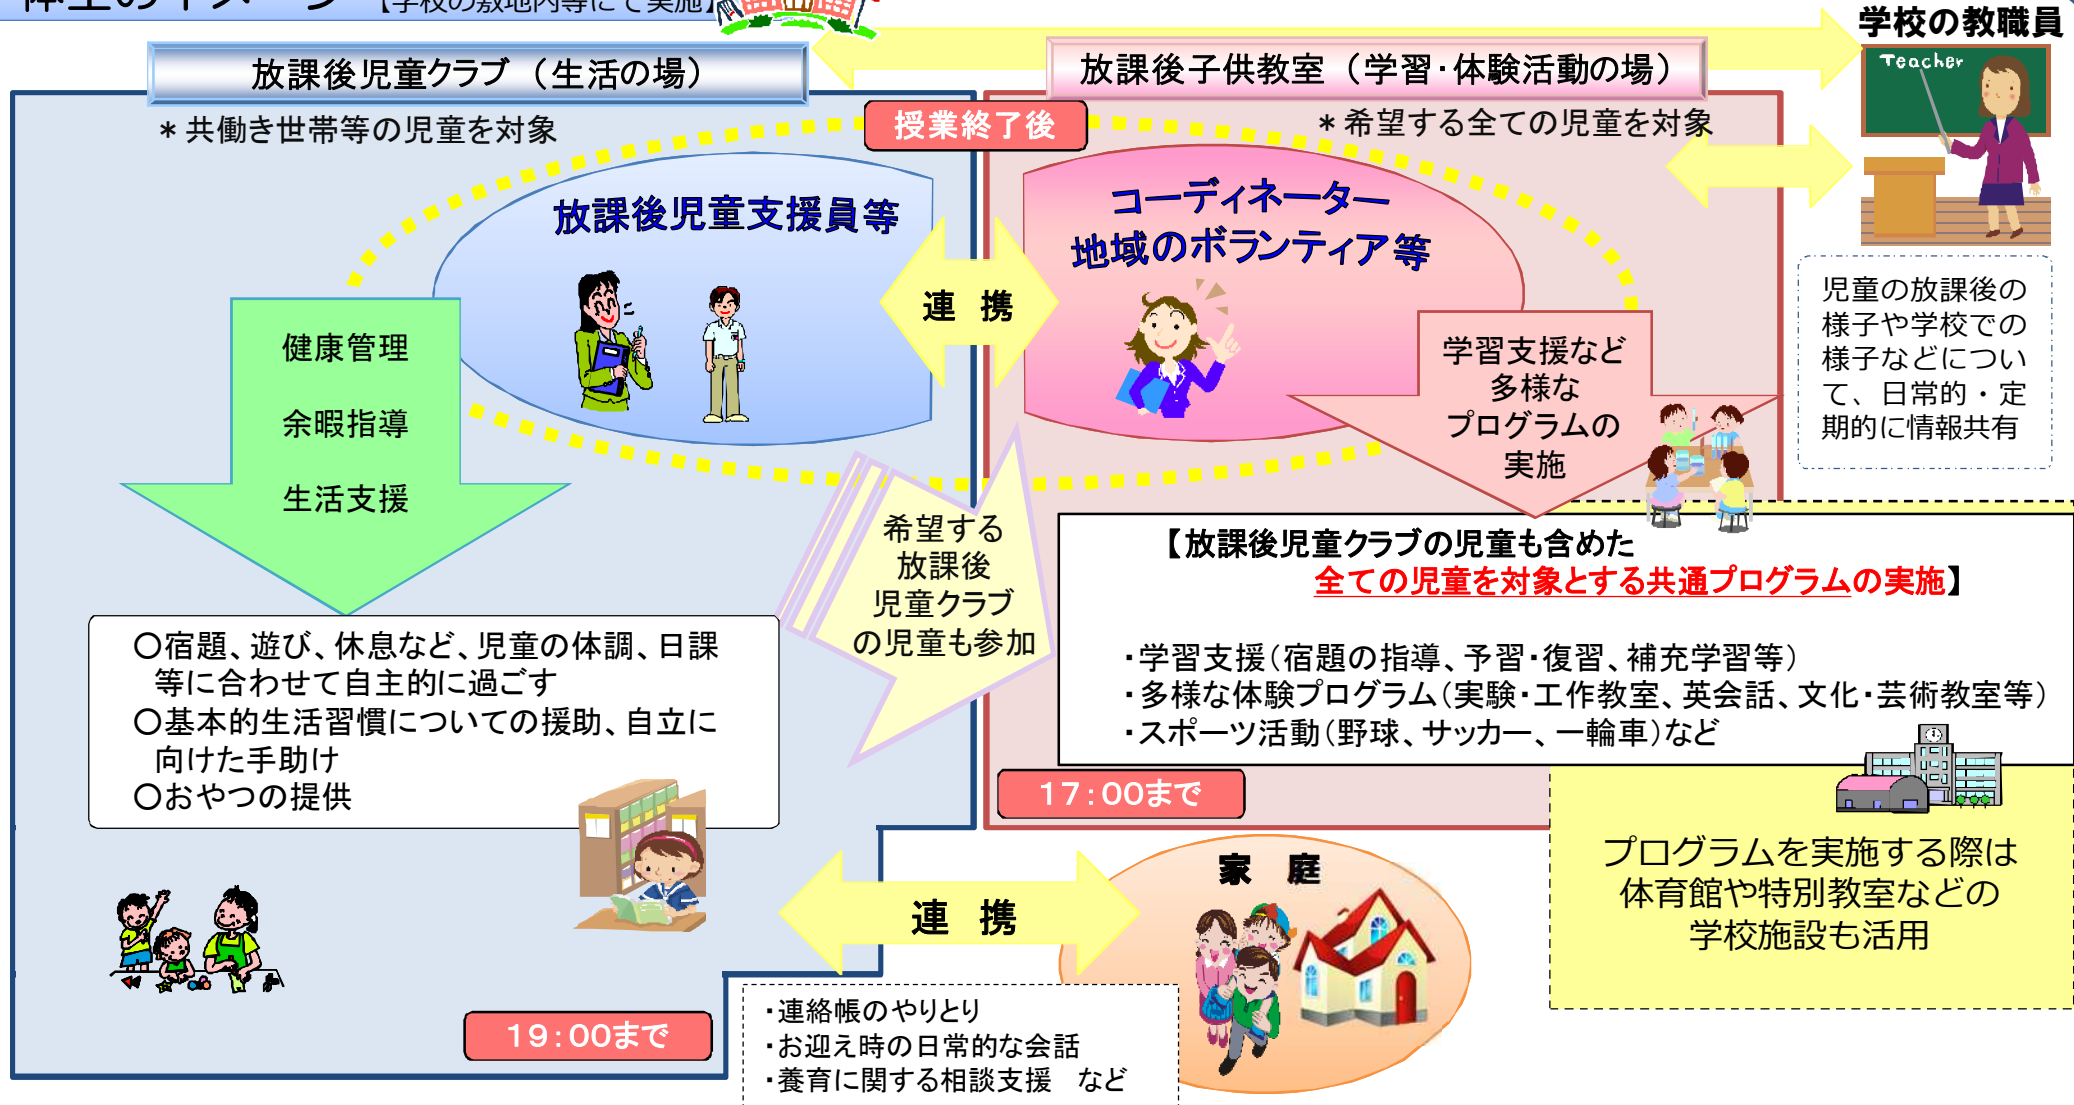 【学校の敷地内等にて実施】
学校の教職員
Teacher
放課後児童クラブ（生活の場）
＊共働き世帯等の児童を対象
放課後子供教室（学習・体験活動の場）
＊希望する全ての児童を対象
授業終了後
放課後児童支援員等
連 携
コーディネーター
地域のボランティア等
児童の放課後の
様子や学校での
様子などについ
て、日常的・定
期的に情報共有
健康管理
余暇指導
生活支援
学習支援など
多様な
プログラムの
実施
希望する
放課後
児童クラブ
の児童も参加
【放課後児童クラブの児童も含めた
全ての児童を対象とする共通プログラムの実施】
・学習支援（宿題の指導、予習・復習、補充学習等）
・多様な体験プログラム（実験・工作教室、英会話、文化・芸術教室等）
・スポーツ活動（野球、サッカー、一輪車）など
○宿題、遊び、休息など、児童の体調、日課
等に合わせて自主的に過ごす
○基本的生活習慣についての援助、自立に
向けた手助け
○おやつの提供
17：00まで
プログラムを実施する際は
体育館や特別教室などの
学校施設も活用
連 携
家 庭
19：00まで
・連絡帳のやりとり
・お迎え時の日常的な会話
・養育に関する相談支援　など